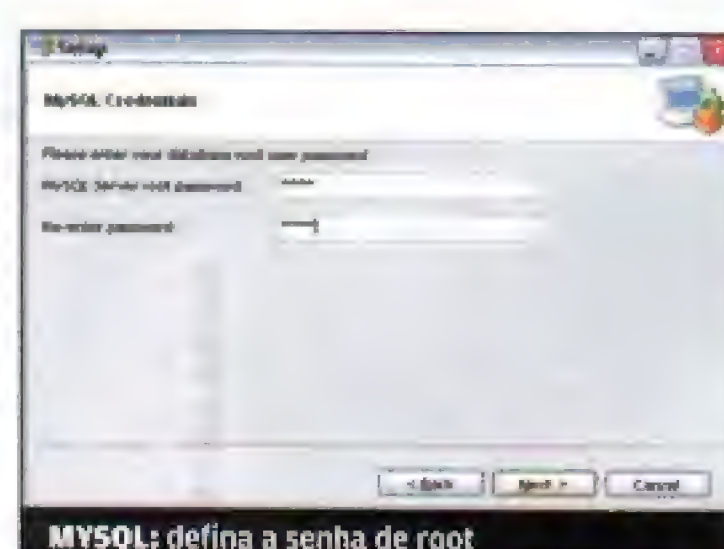 Setup
MySQL Credentials
Please enter your database root user password
MySQL Server root password ****
Re-enter password ****
< Back Next > Cancel
MYSQL: defina a senha de root